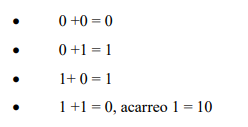 • 0 +0 = 0
• 0 +1 = 1
• 1+ 0 = 1
• 1 +1 = 0, acarreo 1 = 10